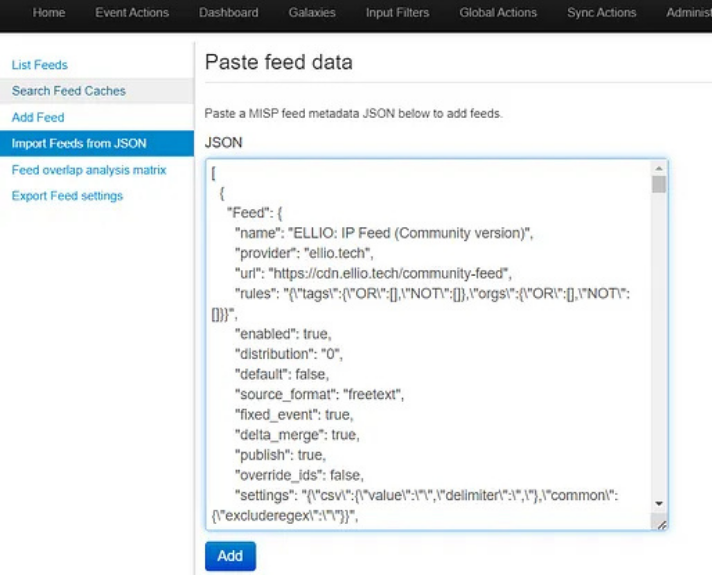 Home Event Actions Dashboard Galaxies Input Filters Global Actions Sync Actions Administ
List Feeds
Search Feed Caches
Add Feed
Import Feeds from JSON
Feed overlap analysis matrix
Export Feed settings
Paste feed data
Paste a MISP feed metadata JSON below to add feeds.
JSON
[
{
"Feed": {
"name": "ELLIO: IP Feed (Community version)",
"provider": "ellio.tech",
"url": "https://cdn.ellio.tech/community-feed",
"rules": "{\"tags\":{\"OR\":[],\"NOT\":[]},\"orgs\":{\"OR\":[],\"NOT\":
[]}}",
"enabled": true,
"distribution": "0",
"default": false,
"source_format": "freetext",
"fixed_event": true,
"delta_merge": true,
"publish": true,
"override_ids": false,
"settings": "{\"csv\":{\"value\":\"\",\"delimiter\":\",\"},\"common\":
{\"excluderegex\":\"\"}}",
Add